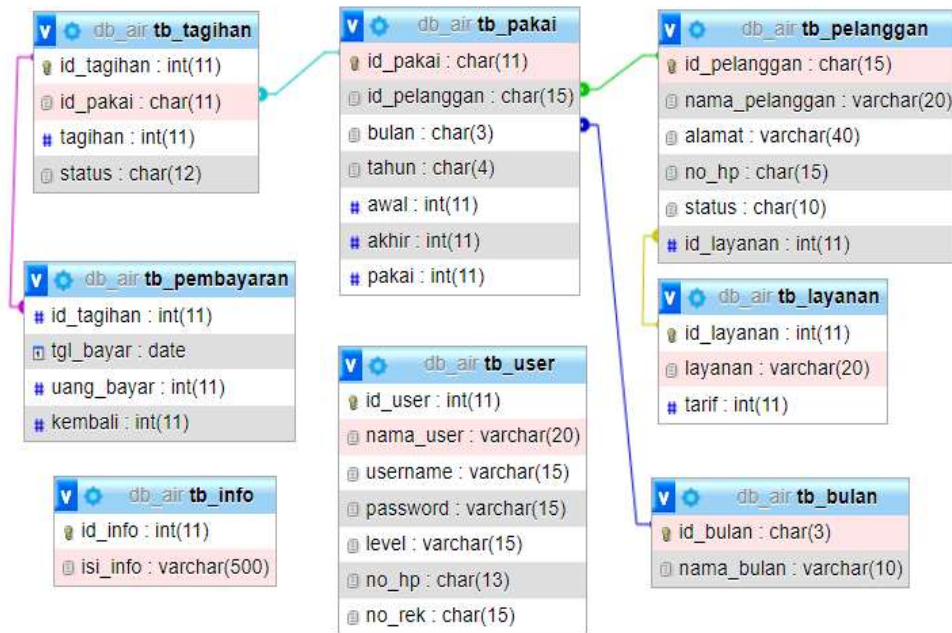 db_air tb_tagihan
id_tagihan : int(11)
id_pakai : char(11)
tagihan : int(11)
status : char(12)
db_air tb_pakai
id_pakai : char(11)
id_pelanggan : char(15)
bulan : char(3)
tahun : char(4)
awal : int(11)
akhir : int(11)
pakai : int(11)
db_air tb_pelanggan
id_pelanggan : char(15)
nama_pelanggan : varchar(20)
alamat : varchar(40)
no_hp : char(15)
status : char(10)
id_layanan : int(11)
db_air tb_pembayaran
id_tagihan : int(11)
tgl_bayar : date
uang_bayar : int(11)
kembali : int(11)
db_air tb_user
id_user : int(11)
nama_user : varchar(20)
username : varchar(15)
password : varchar(15)
level : varchar(15)
no_hp : char(13)
no_rek : char(15)
db_air tb_layanan
id_layanan : int(11)
layanan : varchar(20)
tarif : int(11)
db_air tb_info
id_info : int(11)
isi_info : varchar(500)
db_air tb_bulan
id_bulan : char(3)
nama_bulan : varchar(10)